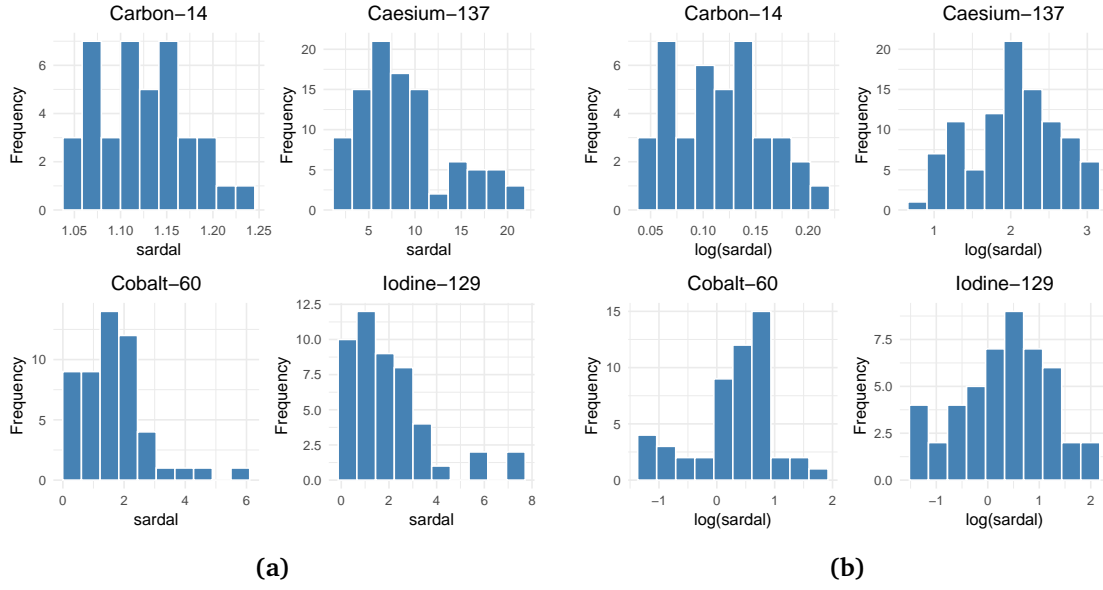 Carbon−14
Frequency
6
4
2
0
1.05 1.10 1.15 1.20 1.25
sardal
Caesium−137
Frequency
20
15
10
5
0
5 10 15 20
sardal
Cobalt−60
Frequency
10
5
0
0 2 4 6
sardal
Iodine−129
Frequency
12.5
10.0
7.5
5.0
2.5
0.0
0 2 4 6 8
sardal
(a)
Carbon−14
Frequency
6
4
2
0
0.05 0.10 0.15 0.20
log(sardal)
Caesium−137
Frequency
20
15
10
5
0
1 2 3
log(sardal)
Cobalt−60
Frequency
15
10
5
0
−1 0 1 2
log(sardal)
Iodine−129
Frequency
7.5
5.0
2.5
0.0
−1 0 1 2
log(sardal)
(b)